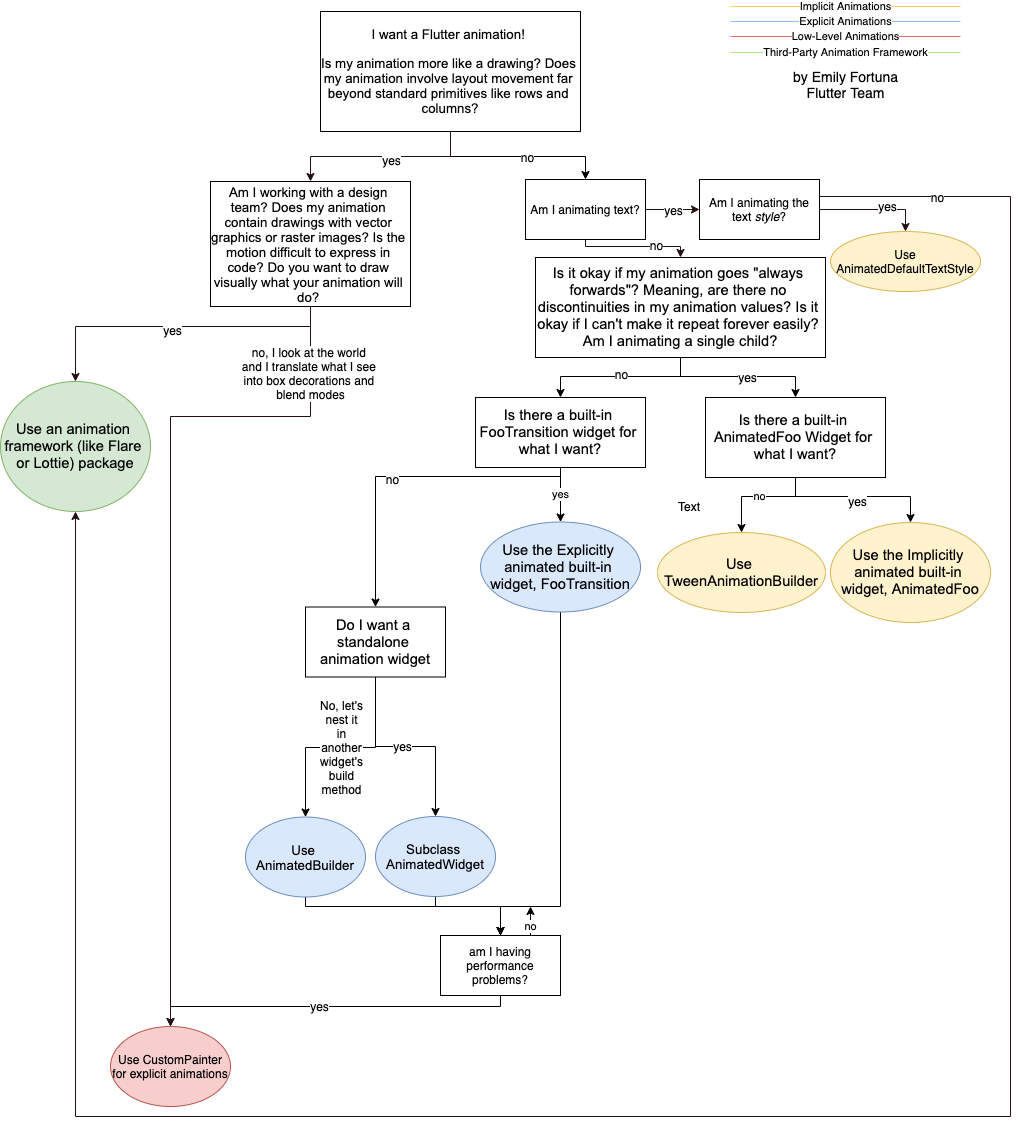 Implicit Animations
Explicit Animations
Low-Level Animations
Third-Party Animation Framework
by Emily Fortuna
Flutter Team
I want a Flutter animation!
Is my animation more like a drawing? Does
my animation involve layout movement far
beyond standard primitives like rows and
columns?
yes
no
Am I working with a design
team? Does my animation
contain drawings with vector
graphics or raster images? Is the
motion difficult to express in
code? Do you want to draw
visually what your animation will
do?
Am I animating text?
yes
Am I animating the
text style?
no
yes
Use
AnimatedDefaultTextStyle
no
Is it okay if my animation goes "always
forwards"? Meaning, are there no
discontinuities in my animation values? Is it
okay if I can't make it repeat forever easily?
Am I animating a single child?
yes
no, I look at the world
and I translate what I see
into box decorations and
blend modes
Use an animation
framework (like Flare
or Lottie) package
no
yes
Is there a built-in
FooTransition widget for
what I want?
Is there a built-in
AnimatedFoo Widget for
what I want?
no
yes
Text
no
yes
Use the Explicitly
animated built-in
widget, FooTransition
Use
TweenAnimationBuilder
Use the Implicitly
animated built-in
widget, AnimatedFoo
Do I want a
standalone
animation widget
No, let's
nest it
in
another
widget's
build
method
yes
Use
AnimatedBuilder
Subclass
AnimatedWidget
no
am I having
performance
problems?
yes
Use CustomPainter
for explicit animations